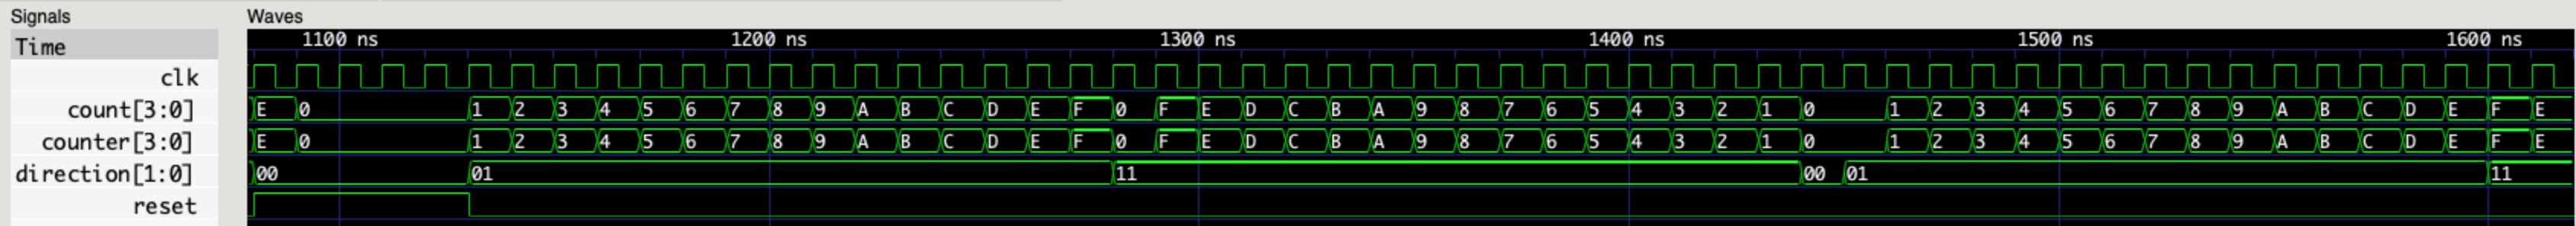 Signals Waves
Time 1100 ns 1200 ns 1300 ns 1400 ns 1500 ns 1600 ns
clk
count[3:0] E 0 1 2 3 4 5 6 7 8 9 A B C D E F 0 F E D C B A 9 8 7 6 5 4 3 2 1 0 1 2 3 4 5 6 7 8 9 A B C D E F E
counter[3:0] E 0 1 2 3 4 5 6 7 8 9 A B C D E F 0 F E D C B A 9 8 7 6 5 4 3 2 1 0 1 2 3 4 5 6 7 8 9 A B C D E F E
direction[1:0] 00 01 11 00 01 11
reset